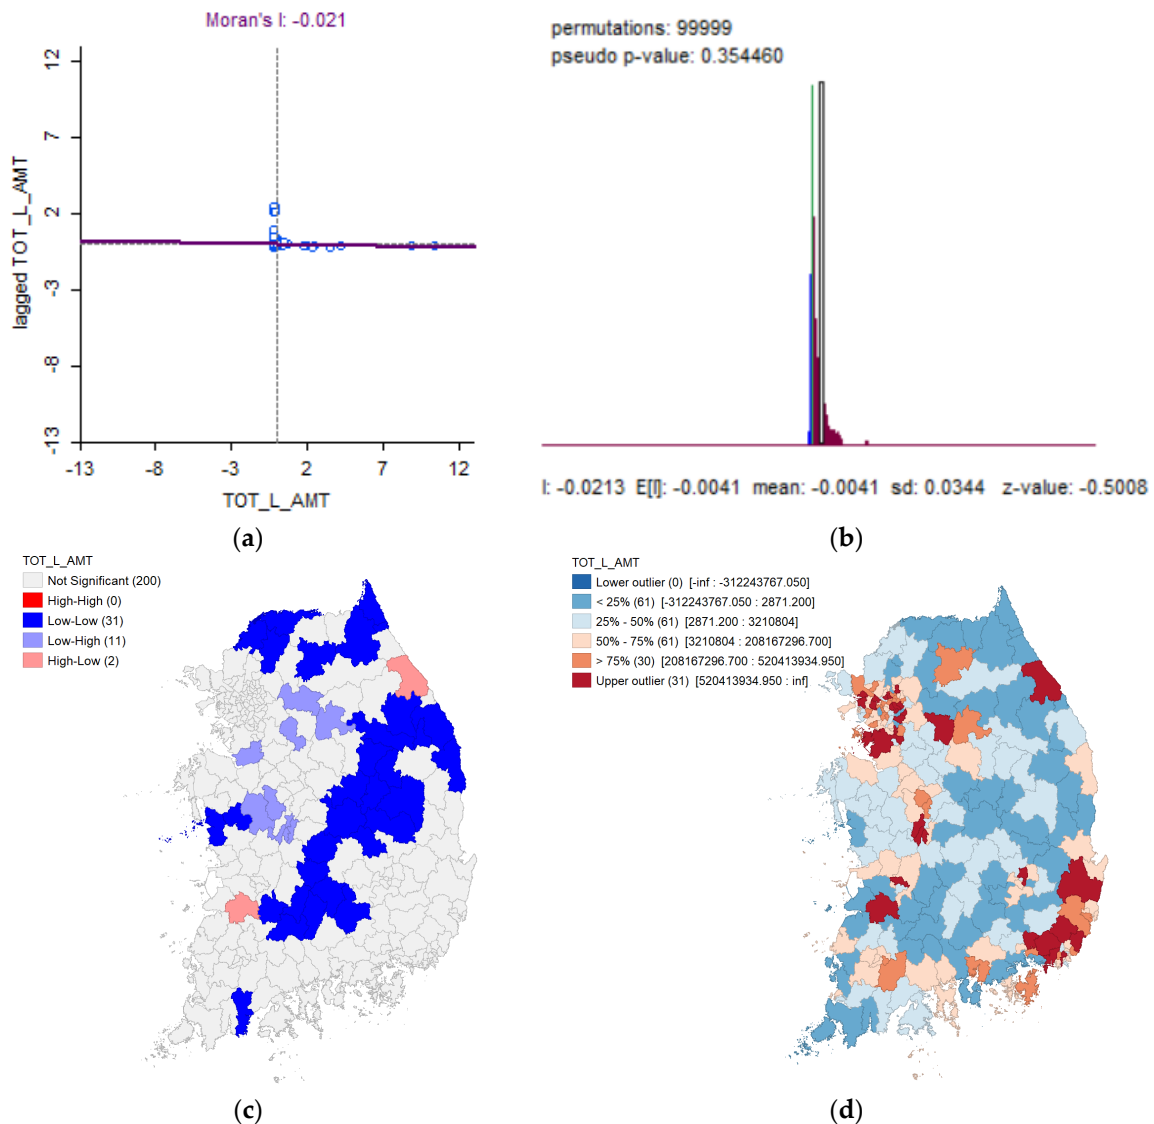 Moran's I: -0.021
12
7
2
-3
-8
-13
lagged TOT_L_AMT
-13 -8 -3 2 7 12
TOT_L_AMT
(a)
permutations: 99999
pseudo p-value: 0.354460
I: -0.0213 E[I]: -0.0041 mean: -0.0041 sd: 0.0344 z-value: -0.5008
(b)
TOT_L_AMT
Not Significant (200)
High-High (0)
Low-Low (31)
Low-High (11)
High-Low (2)
(c)
TOT_L_AMT
Lower outlier (0) [-inf : -312243767.050]
< 25% (61) [-312243767.050 : 2871.200]
25% - 50% (61) [2871.200 : 3210804]
50% - 75% (61) [3210804 : 208167296.700]
> 75% (30) [208167296.700 : 520413934.950]
Upper outlier (31) [520413934.950 : inf]
(d)